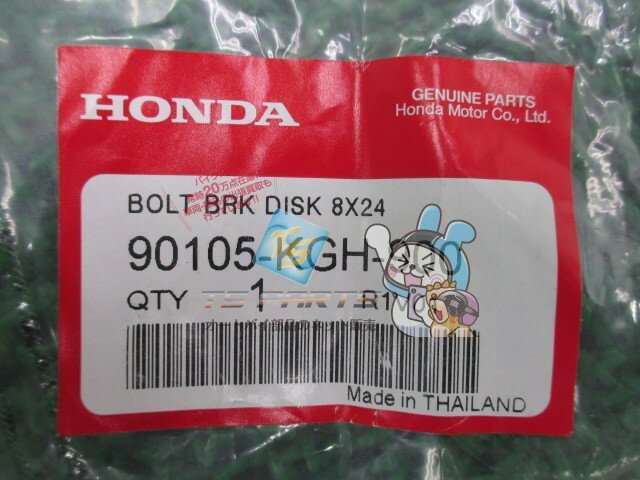 HONDA
GENUINE PARTS
Honda Motor Co., Ltd.
BOLT BRK DISK 8X24
90105-KGH-
QTY 1
TS PARTS
Made in THAILAND